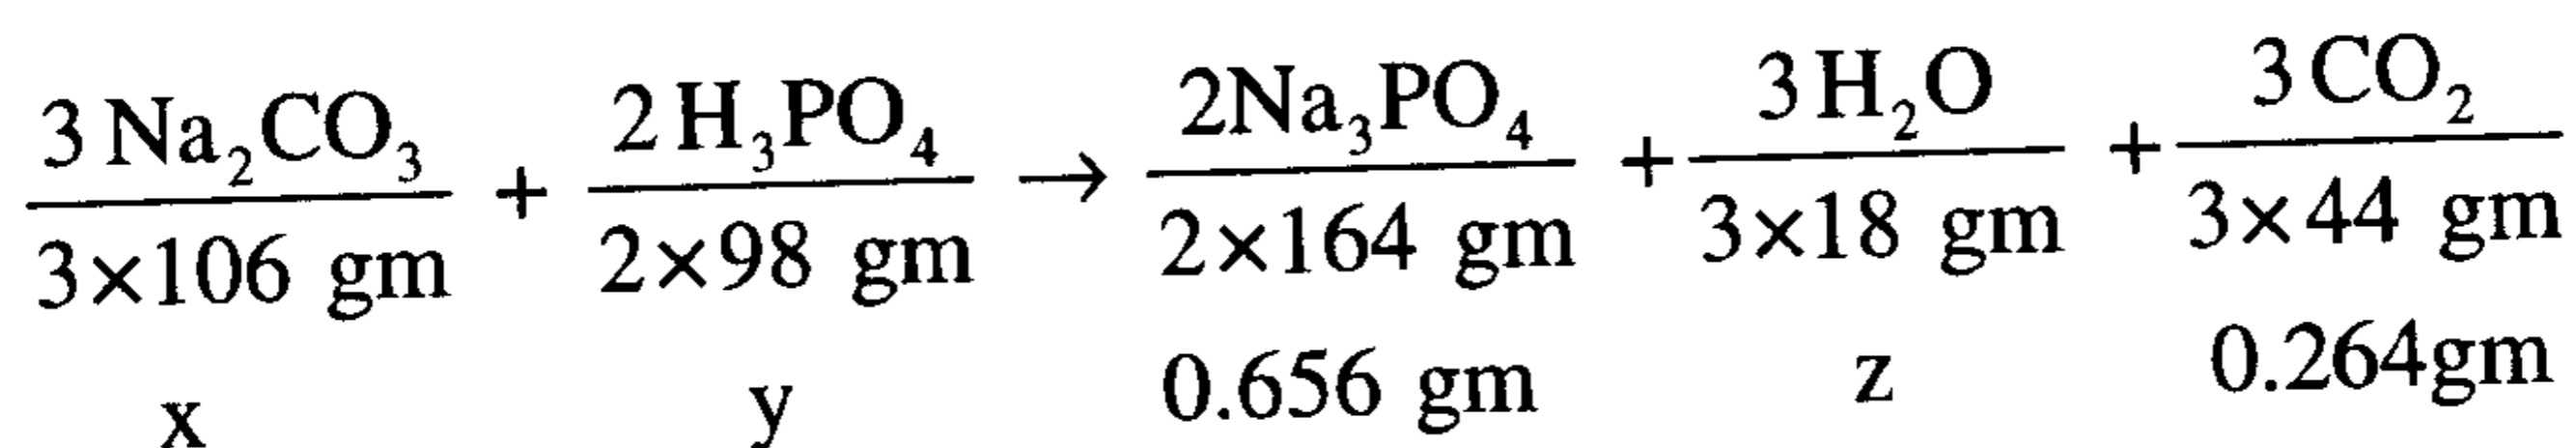 3 Na₂CO₃ + 2 H₃PO₄ → 2Na₃PO₄ + 3 H₂O + 3 CO₂
3×106 gm 2×98 gm 2×164 gm 3×18 gm 3×44 gm
x y 0.656 gm z 0.264gm